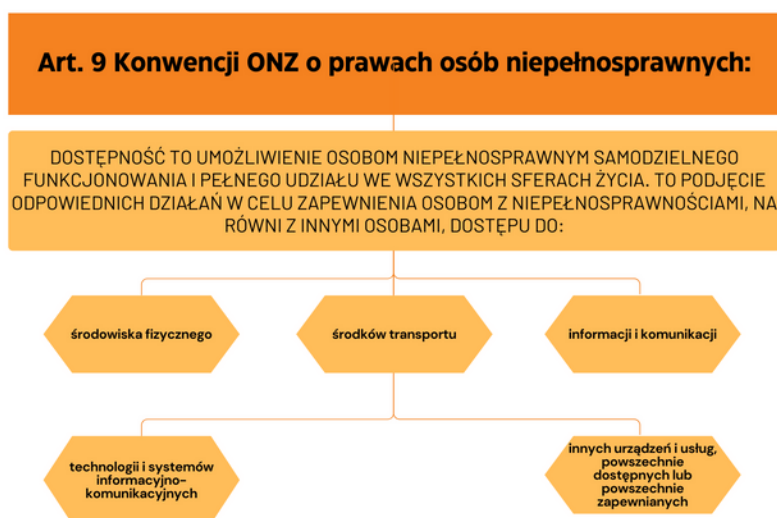 Art. 9 Konwencji ONZ o prawach osób niepełnosprawnych:
DOSTĘPNOŚĆ TO UMOŻLIWIENIE OSOBOM NIEPEŁNOSPRAWNYM SAMODZIELNEGO
FUNKCJONOWANIA I PEŁNEGO UDZIAŁU WE WSZYSTKICH SFERACH ŻYCIA. TO PODJĘCIE
ODPOWIEDNICH DZIAŁAŃ W CELU ZAPEWNIENIA OSOBOM Z NIEPEŁNOSPRAWNOŚCIAMI, NA
RÓWNI Z INNYMI OSOBAMI, DOSTĘPU DO:
środowiska fizycznego
środków transportu
informacji i komunikacji
technologii i systemów
informacyjno-
komunikacyjnych
innych urządzeń i usług,
powszechnie
dostępnych lub
powszechnie
zapewnianych